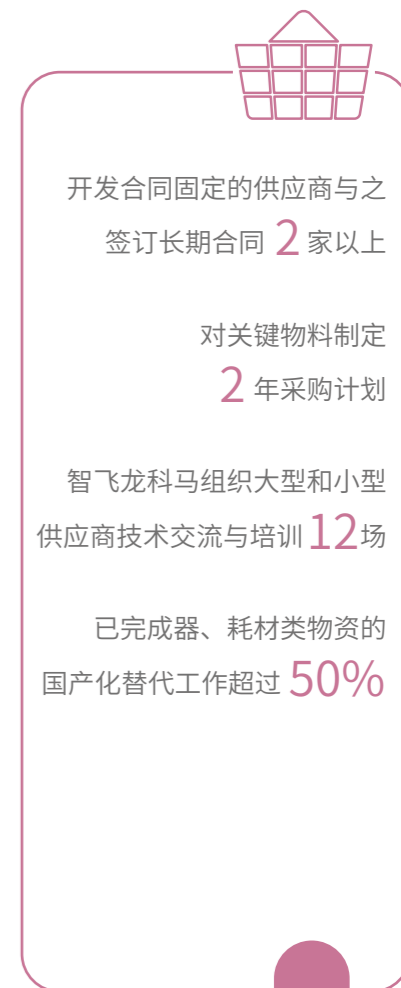 开发合同固定的供应商与之
签订长期合同 2 家以上
对关键物料制定
2 年采购计划
智飞龙科马组织大型和小型
供应商技术交流与培训12场
已完成器、耗材类物资的
国产化替代工作超过 50%